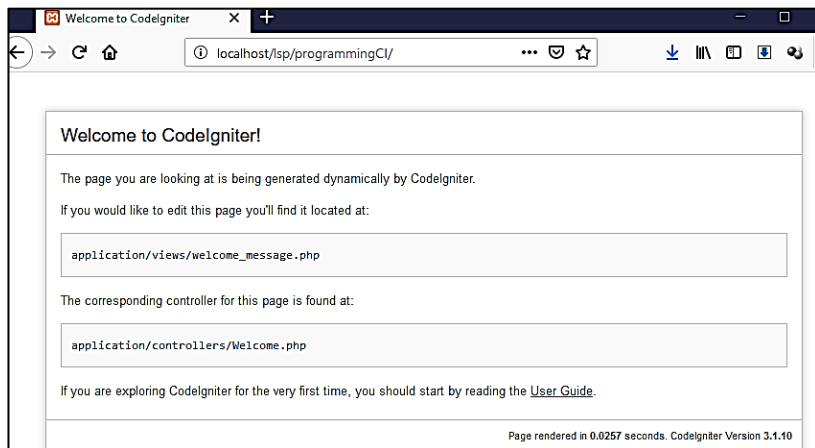 Welcome to CodeIgniter
localhost/lsp/programmingCI/
Welcome to CodeIgniter!
The page you are looking at is being generated dynamically by CodeIgniter.
If you would like to edit this page you'll find it located at:
application/views/welcome_message.php
The corresponding controller for this page is found at:
application/controllers/Welcome.php
If you are exploring CodeIgniter for the very first time, you should start by reading the User Guide.
Page rendered in 0.0257 seconds. CodeIgniter Version 3.1.10